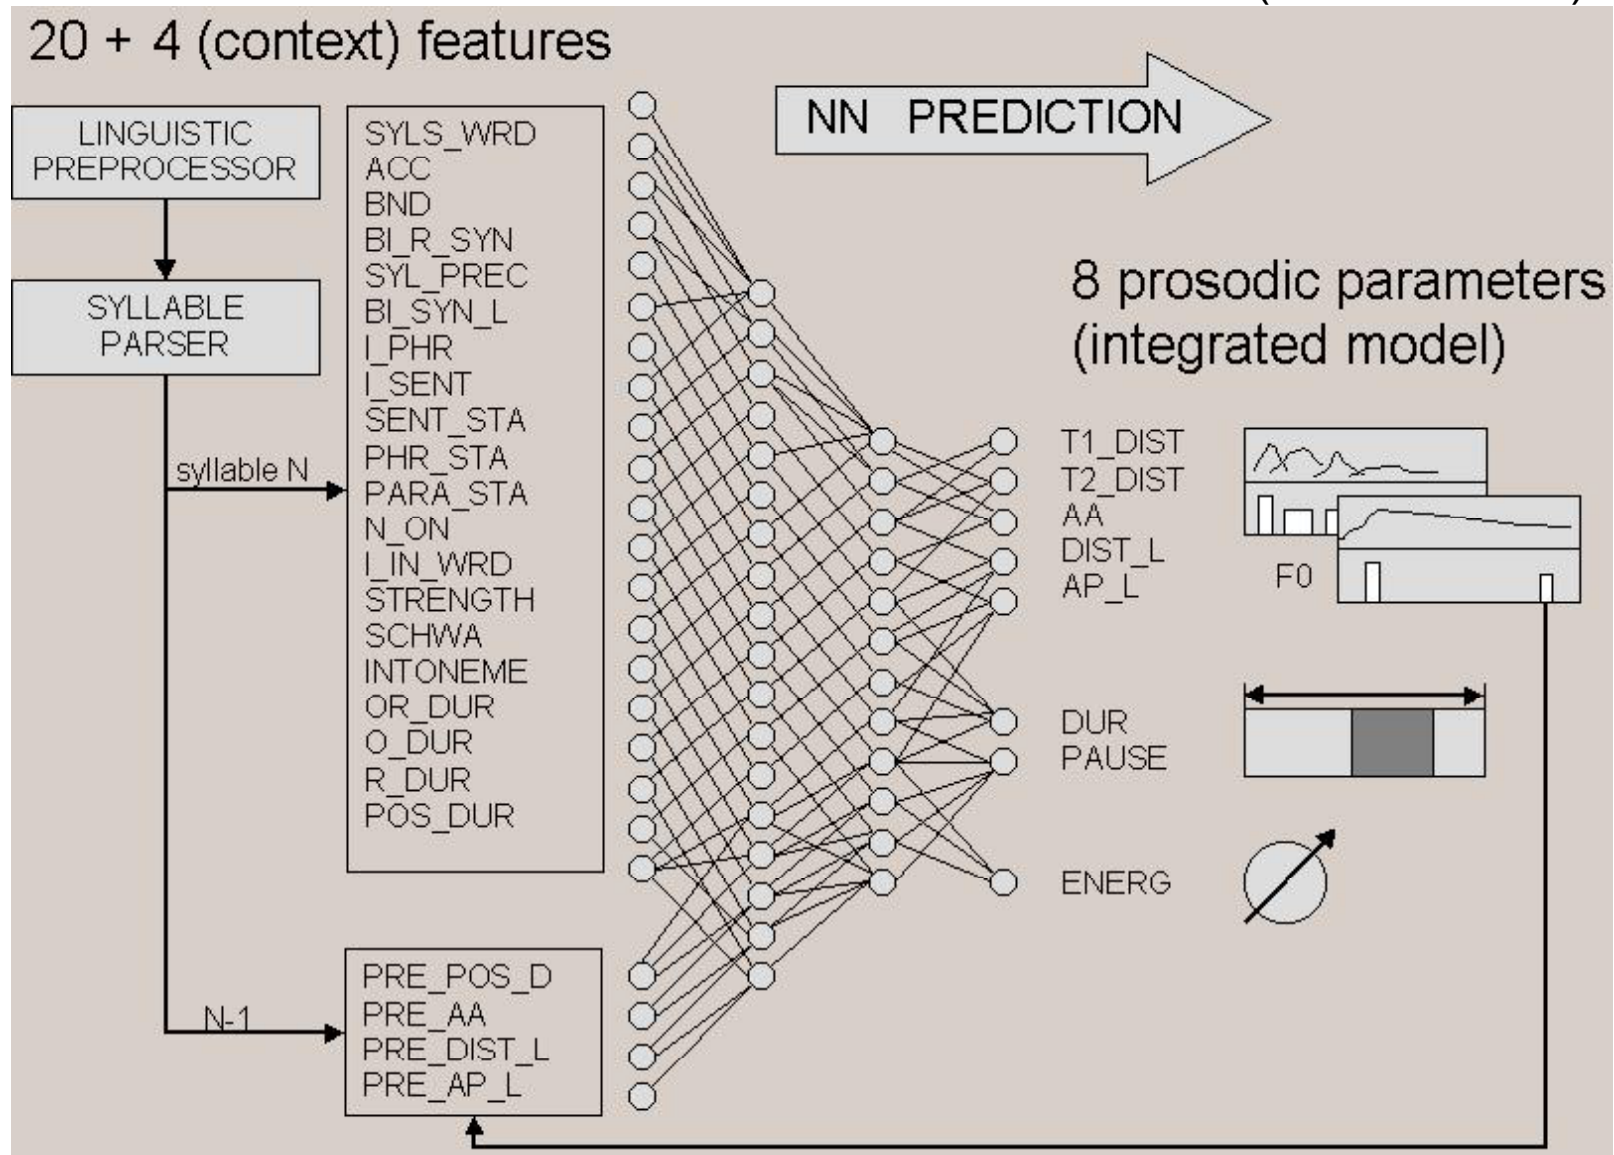 20 + 4 (context) features
LINGUISTIC
PREPROCESSOR
SYLLABLE
PARSER
syllable N
N-1
SYLS_WRD
ACC
BND
BI_R_SYN
SYL_PREC
BI_SYN_L
I_PHR
I_SENT
SENT_STA
PHR_STA
PARA_STA
N_ON
I_IN_WRD
STRENGTH
SCHWA
INTONEME
OR_DUR
O_DUR
R_DUR
POS_DUR
PRE_POS_D
PRE_AA
PRE_DIST_L
PRE_AP_L
NN PREDICTION
8 prosodic parameters
(integrated model)
T1_DIST
T2_DIST
AA
DIST_L
AP_L
F0
DUR
PAUSE
ENERG